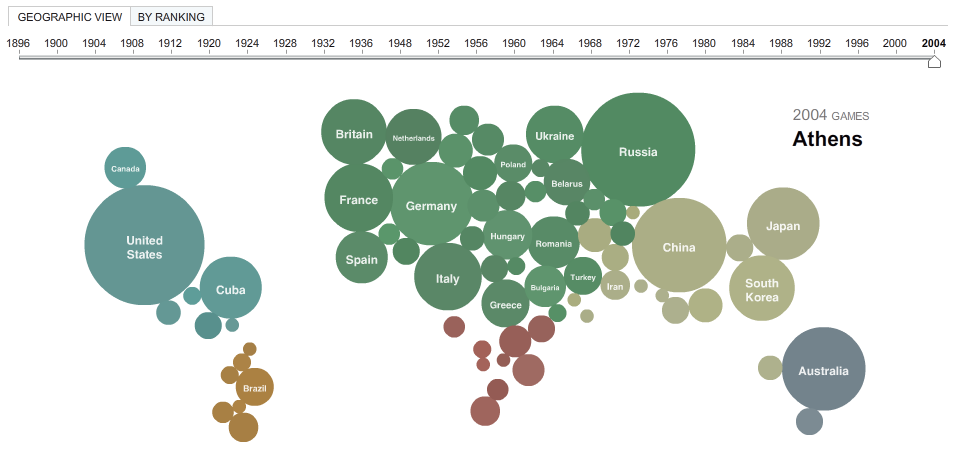 GEOGRAPHIC VIEW BY RANKING
1896 1900 1904 1908 1912 1920 1924 1928 1932 1936 1948 1952 1956 1960 1964 1968 1972 1976 1980 1984 1988 1992 1996 2000 2004
2004 GAMES
Athens
Britain
Netherlands
Ukraine
Russia
Canada
Poland
Belarus
France
Germany
United
States
Hungary
Romania
China
Japan
Spain
Italy
Turkey
Iran
South
Korea
Cuba
Bulgaria
Greece
Australia
Brazil